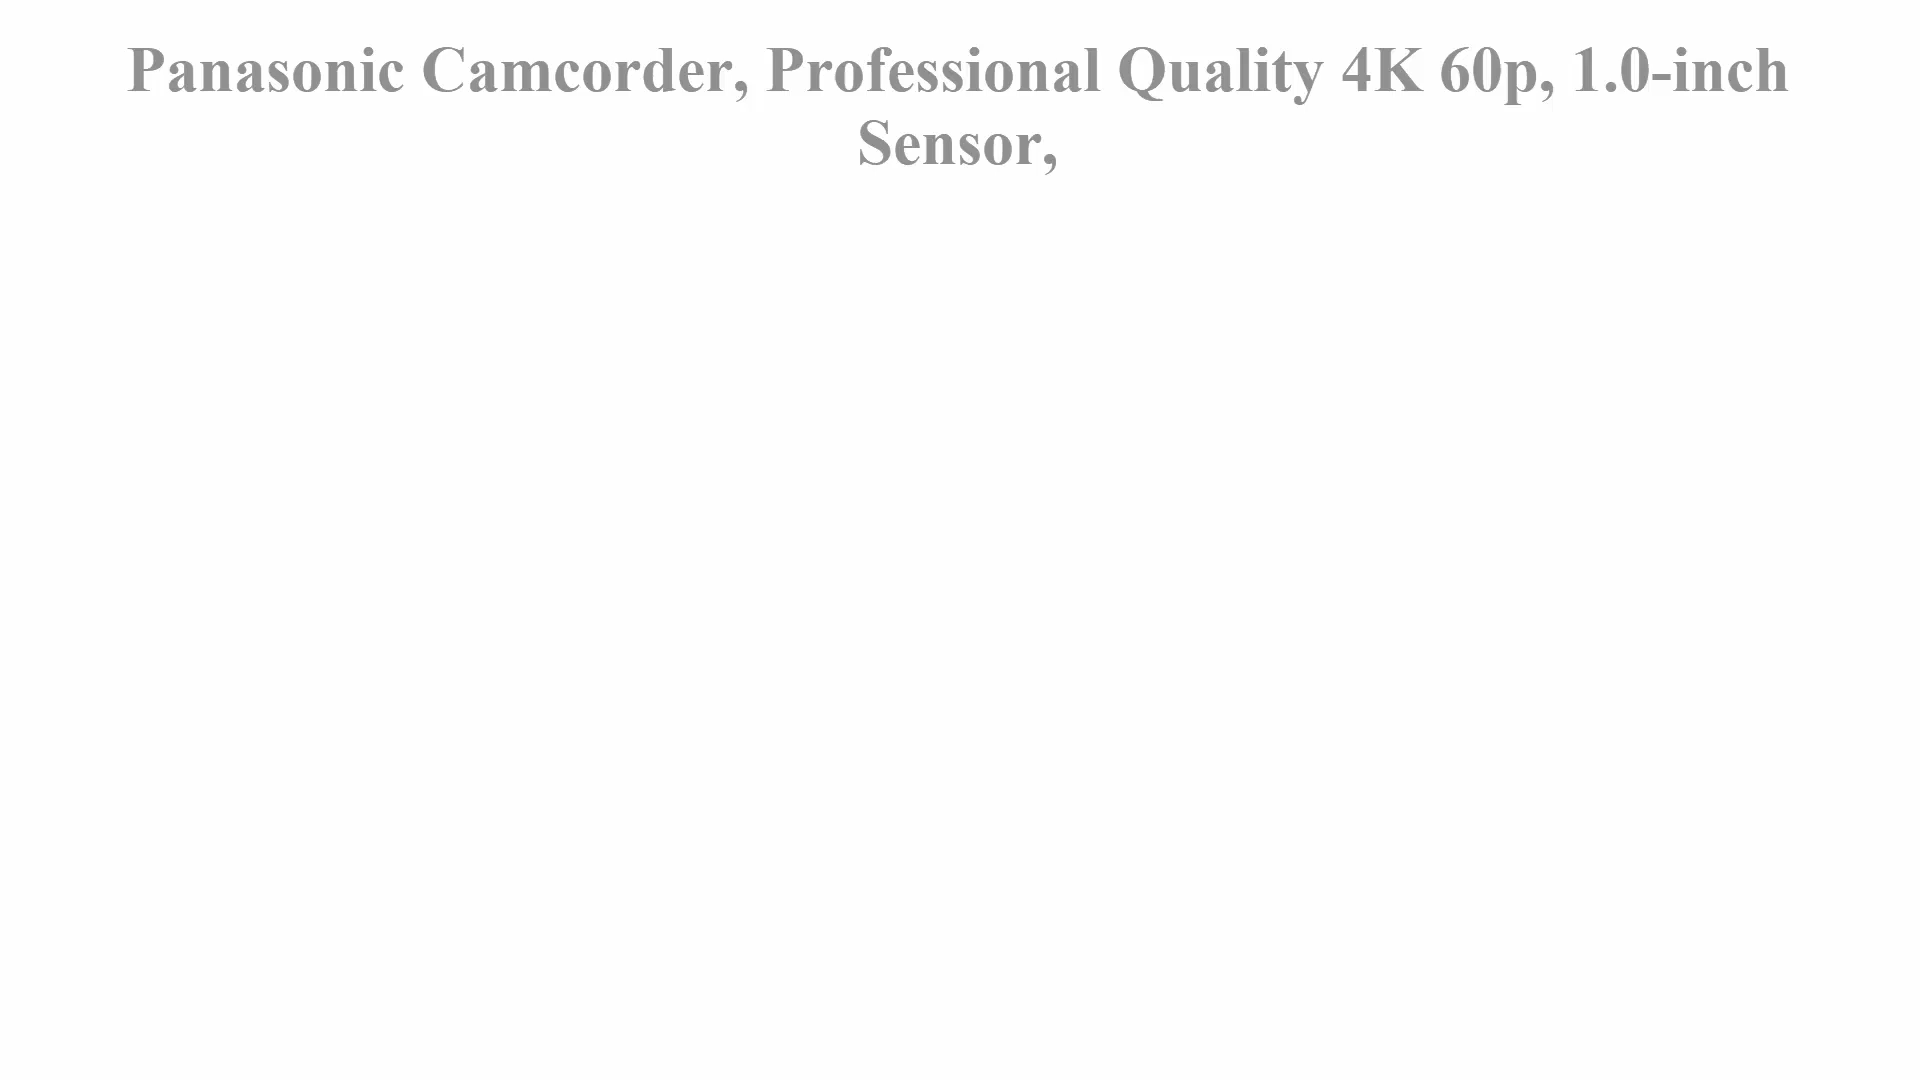 Panasonic Camcorder, Professional Quality 4K 60p, 1.0-inch
Sensor,